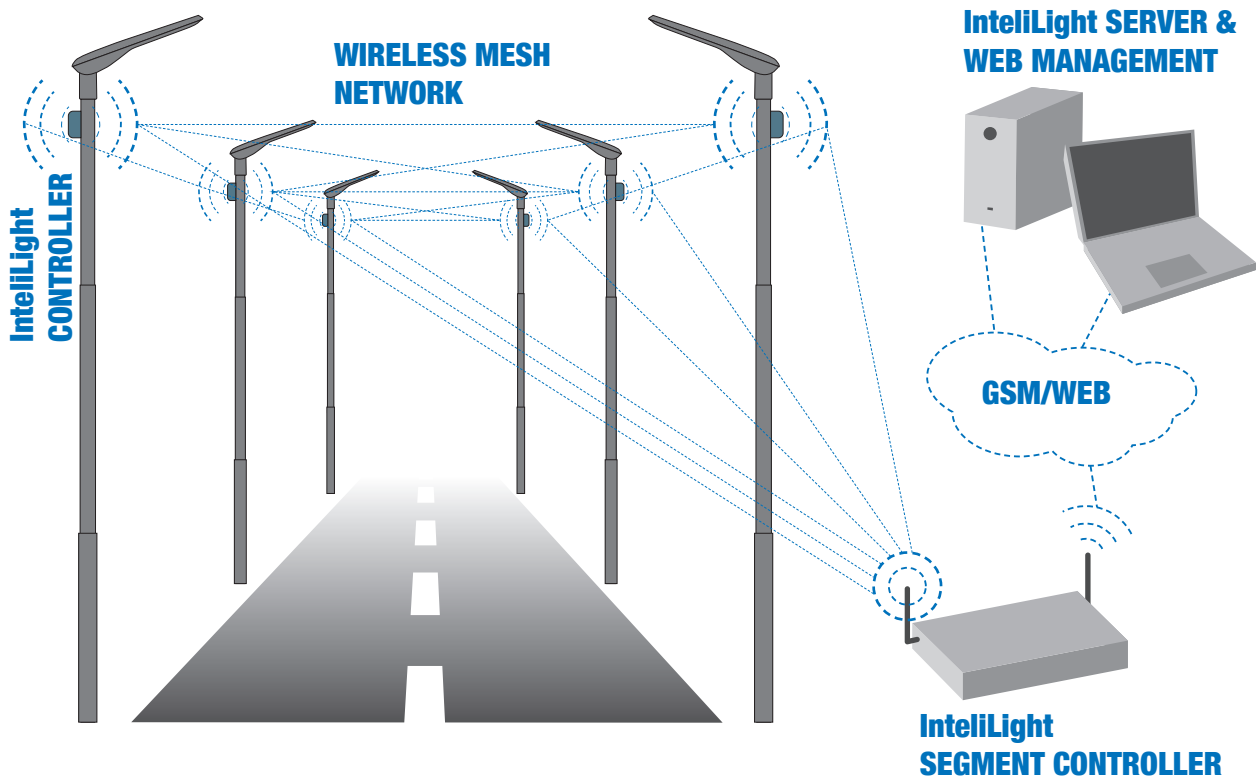 WIRELESS MESH
NETWORK
InteliLight SERVER &
WEB MANAGEMENT
InteliLight
CONTROLLER
GSM/WEB
InteliLight
SEGMENT CONTROLLER